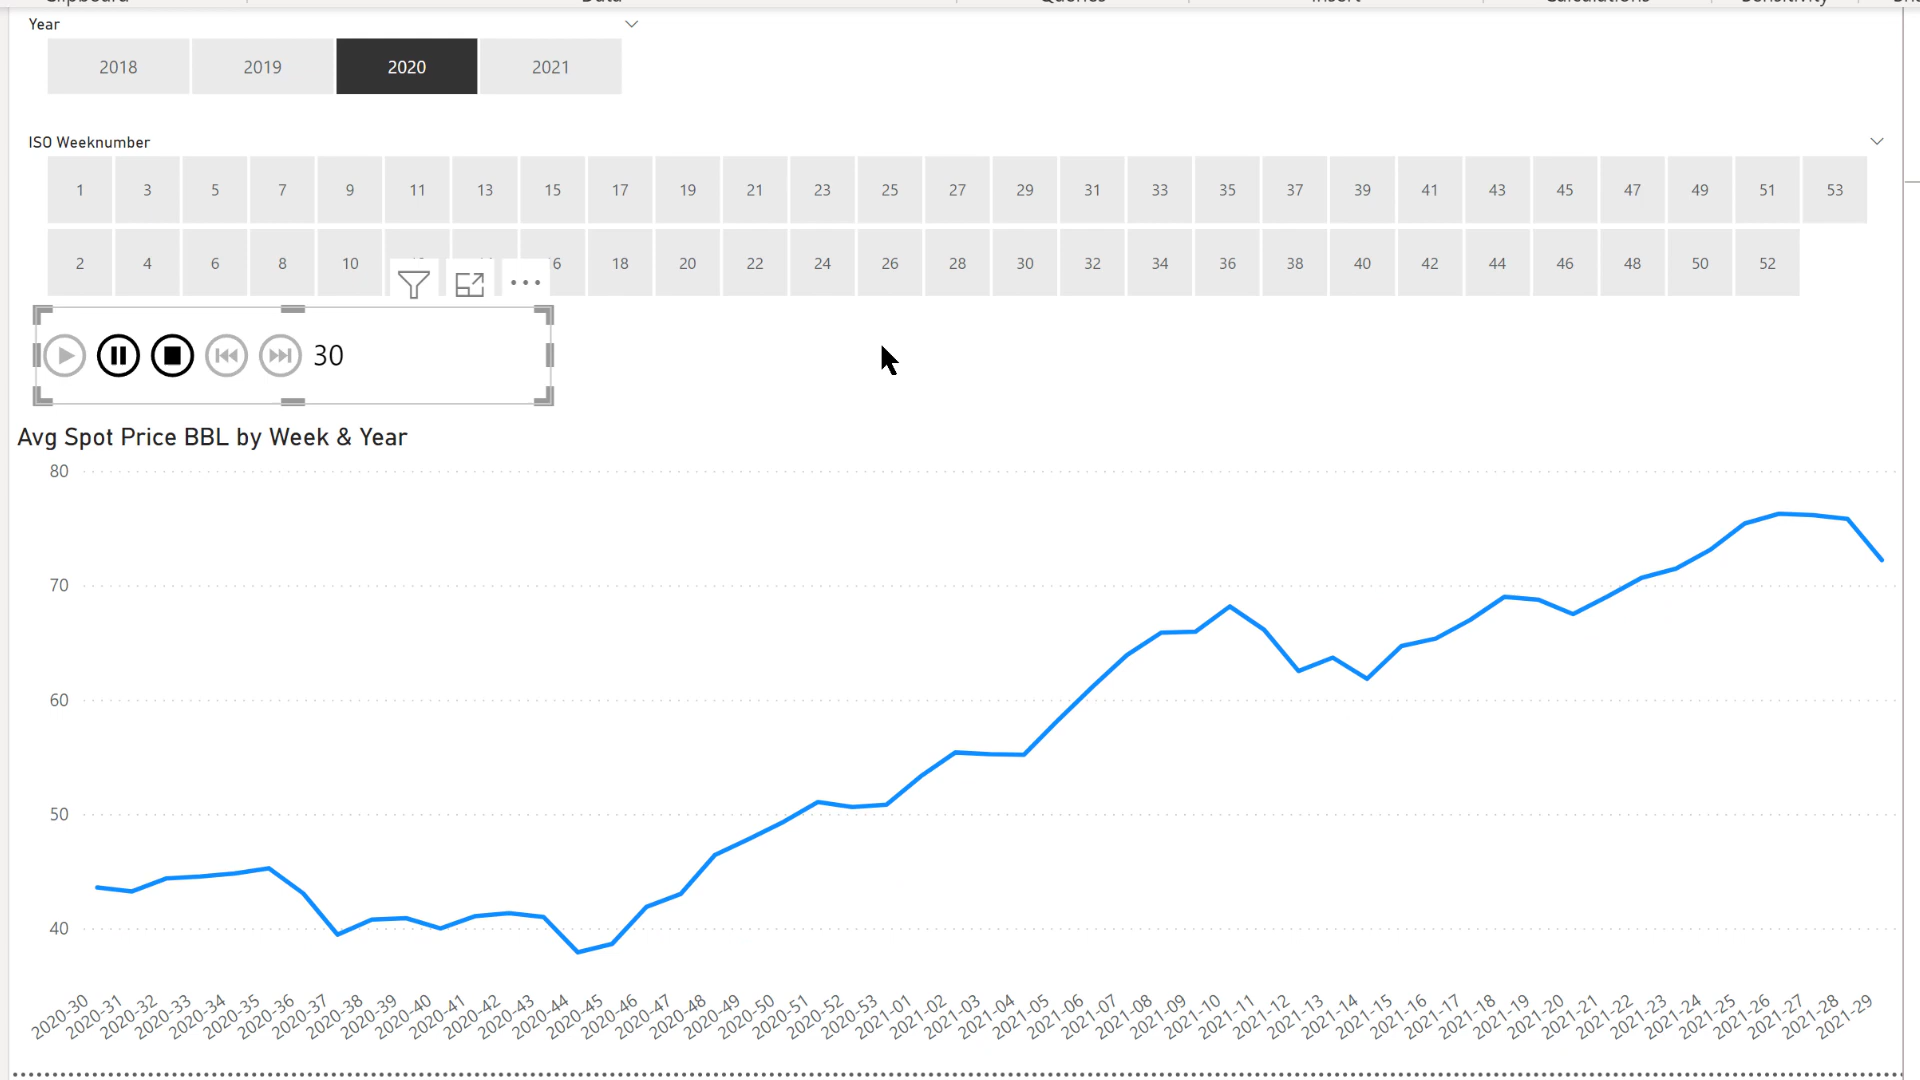 Clipboard Data Queries Insert Calculations Sensitivity
Year
2018 2019 2020 2021
ISO Weeknumber
1 3 5 7 9 11 13 15 17 19 21 23 25 27 29 31 33 35 37 39 41 43 45 47 49 51 53
2 4 6 8 10 6 18 20 22 24 26 28 30 32 34 36 38 40 42 44 46 48 50 52
30
Avg Spot Price BBL by Week & Year
80
70
60
50
40
2020-30 2020-31 2020-32 2020-33 2020-34 2020-35 2020-36 2020-37 2020-38 2020-39 2020-40 2020-41 2020-42 2020-43 2020-44 2020-45 2020-46 2020-47 2020-48 2020-49 2020-50 2020-51 2020-52 2020-53 2021-01 2021-02 2021-03 2021-04 2021-05 2021-06 2021-07 2021-08 2021-09 2021-10 2021-11 2021-12 2021-13 2021-14 2021-15 2021-16 2021-17 2021-18 2021-19 2021-20 2021-21 2021-22 2021-23 2021-24 2021-25 2021-26 2021-27 2021-28 2021-29